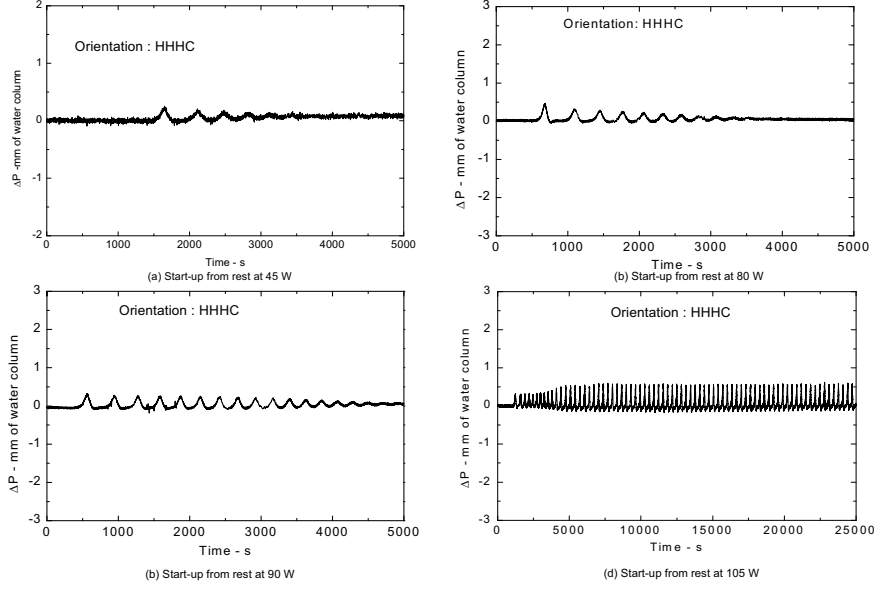 2
1
0
-1
-2
0 1000 2000 3000 4000 5000
ΔP -mm of water column
Orientation : HHHC
Time - s
(a) Start-up from rest at 45 W
3
2
1
0
-1
-2
-3
0 1000 2000 3000 4000 5000
ΔP - mm of water column
Orientation: HHHC
Time - s
(b) Start-up from rest at 80 W
3
2
1
0
-1
-2
-3
0 1000 2000 3000 4000 5000
ΔP - mm of water column
Orientation : HHHC
Time - s
(b) Start-up from rest at 90 W
3
2
1
0
-1
-2
-3
0 5000 10000 15000 20000 25000
ΔP - mm of water column
Orientation : HHHC
Time - s
(d) Start-up from rest at 105 W